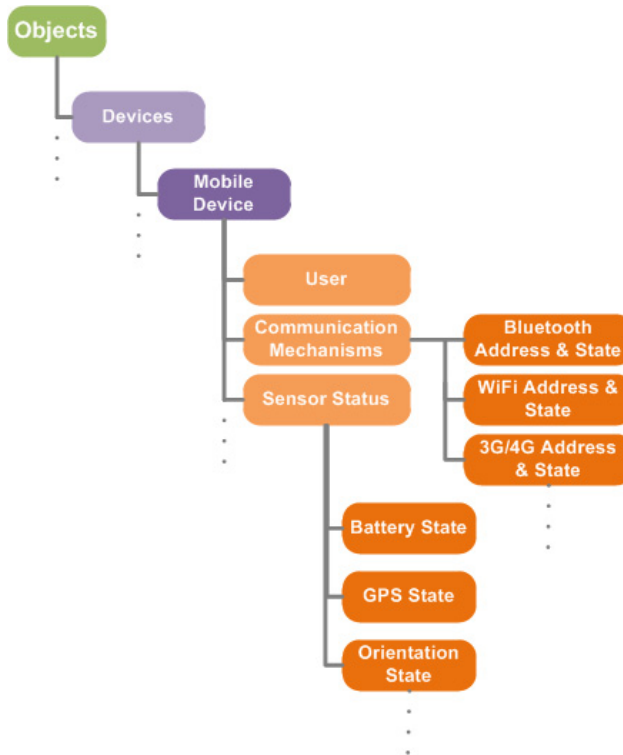 Objects
Devices
Mobile
Device
User
Communication
Mechanisms
Bluetooth
Address & State
WiFi Address &
State
3G/4G Address
& State
Sensor Status
Battery State
GPS State
Orientation
State